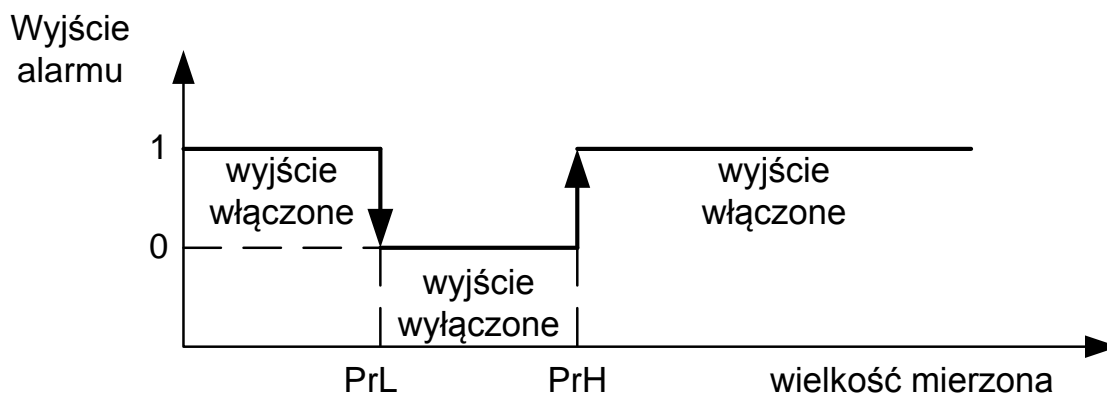 Wyjście
alarmu
1
wyjście
włączone
wyjście
włączone
0
wyjście
wyłączone
PrL
PrH
wielkość mierzona